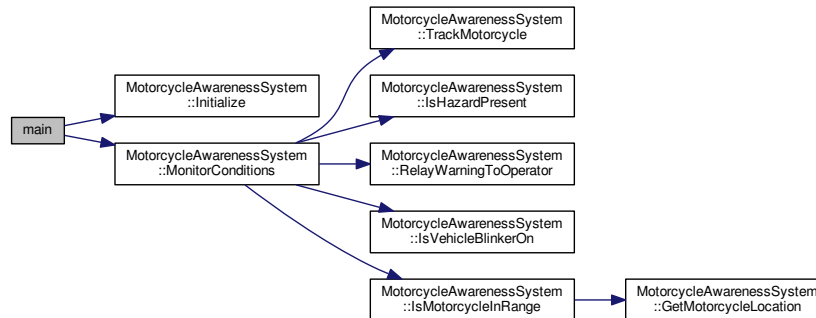 main
MotorcycleAwarenessSystem
::Initialize
MotorcycleAwarenessSystem
::MonitorConditions
MotorcycleAwarenessSystem
::TrackMotorcycle
MotorcycleAwarenessSystem
::IsHazardPresent
MotorcycleAwarenessSystem
::RelayWarningToOperator
MotorcycleAwarenessSystem
::IsVehicleBlinkerOn
MotorcycleAwarenessSystem
::IsMotorcycleInRange
MotorcycleAwarenessSystem
::GetMotorcycleLocation